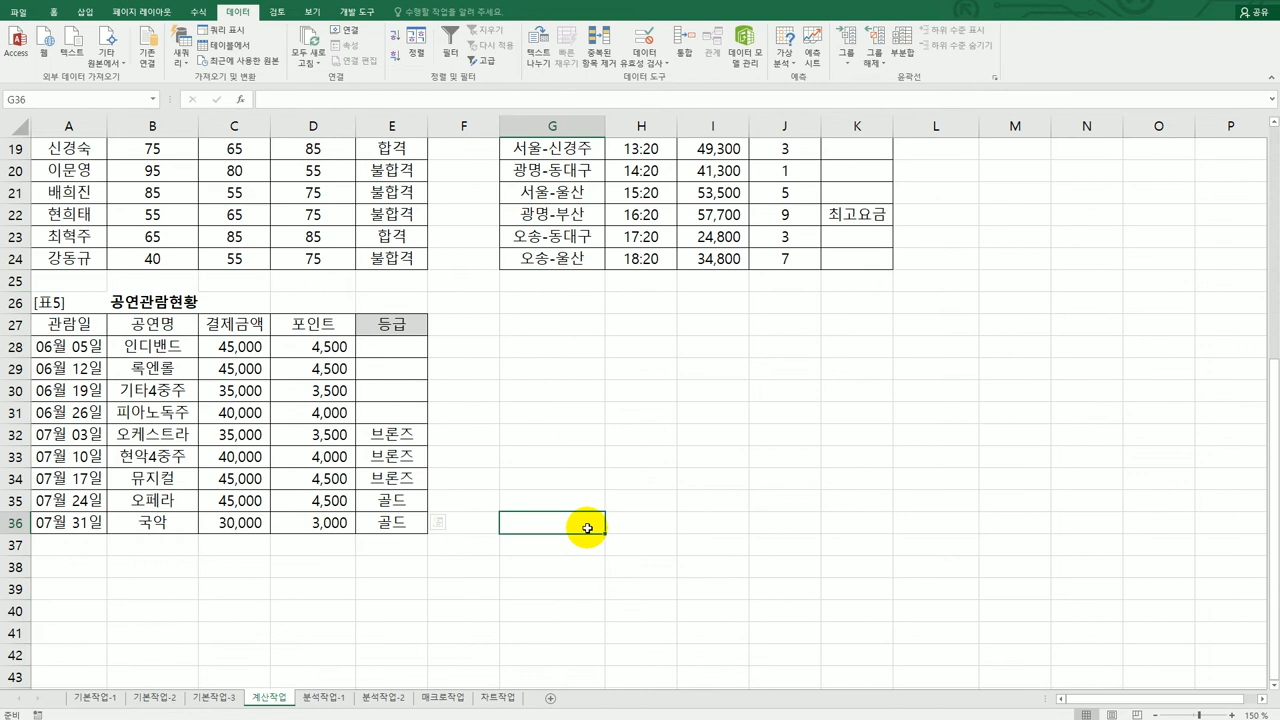 파일 홈 삽입 페이지 레이아웃 수식 데이터 검토 보기 개발 도구 수행할 작업을 알려 주세요. 공유
Access 웹 텍스트 기타 원본에서 기존 연결
외부 데이터 가져오기
새쿼리 쿼리 표시
테이블에서
최근에 사용한 원본
가져오기 및 변환
모두 새로 고침 연결
속성
연결 편집
연결
정렬 필터 지우기
다시 적용
고급
정렬 및 필터
텍스트 나누기 빠른 채우기 중복된 항목 제거 데이터 유효성 검사 통합 관계 데이터 모델 관리
데이터 도구
가상 분석 예측 시트
예측
그룹 그룹 해제 부분합 하위 수준 표시
하위 수준 숨기기
윤곽선
G36 fx
A B C D E F G H I J K L M N O P
19 신경숙 75 65 85 합격 서울-신경주 13:20 49,300 3
20 이문영 95 80 55 불합격 광명-동대구 14:20 41,300 1
21 배희진 85 55 75 불합격 서울-울산 15:20 53,500 5
22 현희태 55 65 75 불합격 광명-부산 16:20 57,700 9 최고요금
23 최혁주 65 85 85 합격 오송-동대구 17:20 24,800 3
24 강동규 40 55 75 불합격 오송-울산 18:20 34,800 7
25
26 [표5] 공연관람현황
27 관람일 공연명 결제금액 포인트 등급
28 06월 05일 인디밴드 45,000 4,500
29 06월 12일 록엔롤 45,000 4,500
30 06월 19일 기타4중주 35,000 3,500
31 06월 26일 피아노독주 40,000 4,000
32 07월 03일 오케스트라 35,000 3,500 브론즈
33 07월 10일 현악4중주 40,000 4,000 브론즈
34 07월 17일 뮤지컬 45,000 4,500 브론즈
35 07월 24일 오페라 45,000 4,500 골드
36 07월 31일 국악 30,000 3,000 골드
37
38
39
40
41
42
43
기본작업-1 기본작업-2 기본작업-3 계산작업 분석작업-1 분석작업-2 매크로작업 차트작업
준비 150 %